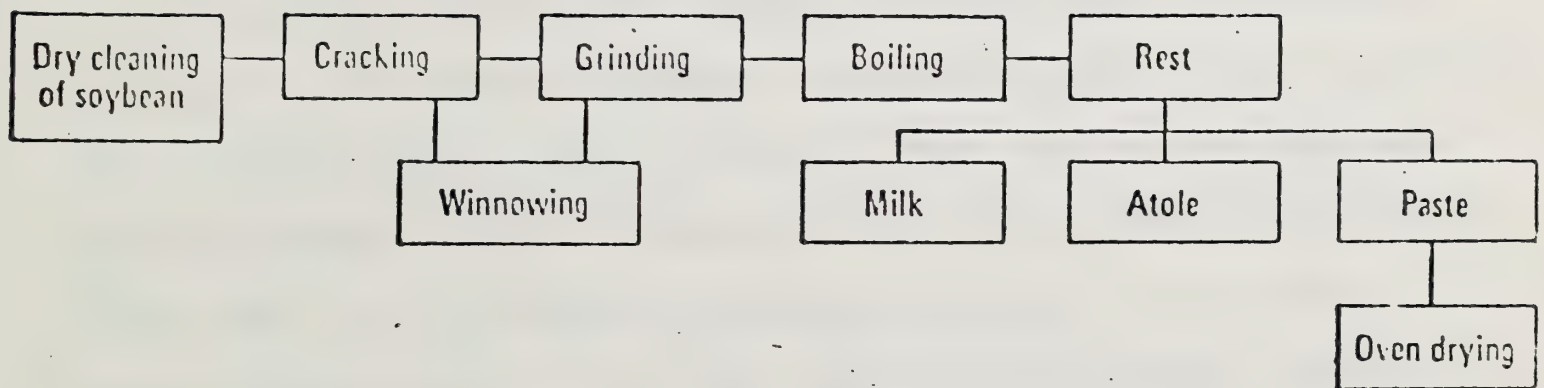 Dry cleaning
of soybean
Cracking
Grinding
Boiling
Rest
Winnowing
Milk
Atole
Paste
Oven drying